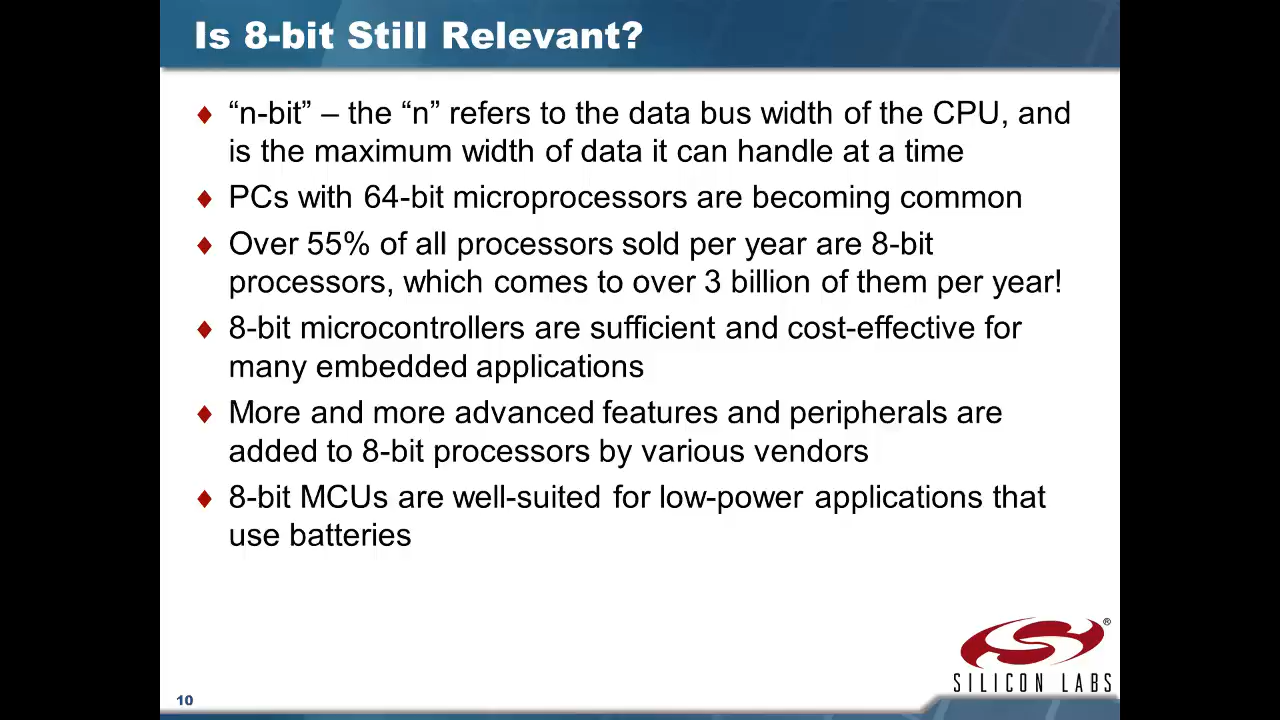 Is 8-bit Still Relevant?
♦ “n-bit” – the “n” refers to the data bus width of the CPU, and
is the maximum width of data it can handle at a time
♦ PCs with 64-bit microprocessors are becoming common
♦ Over 55% of all processors sold per year are 8-bit
processors, which comes to over 3 billion of them per year!
♦ 8-bit microcontrollers are sufficient and cost-effective for
many embedded applications
♦ More and more advanced features and peripherals are
added to 8-bit processors by various vendors
♦ 8-bit MCUs are well-suited for low-power applications that
use batteries
®
SILICON LABS
10